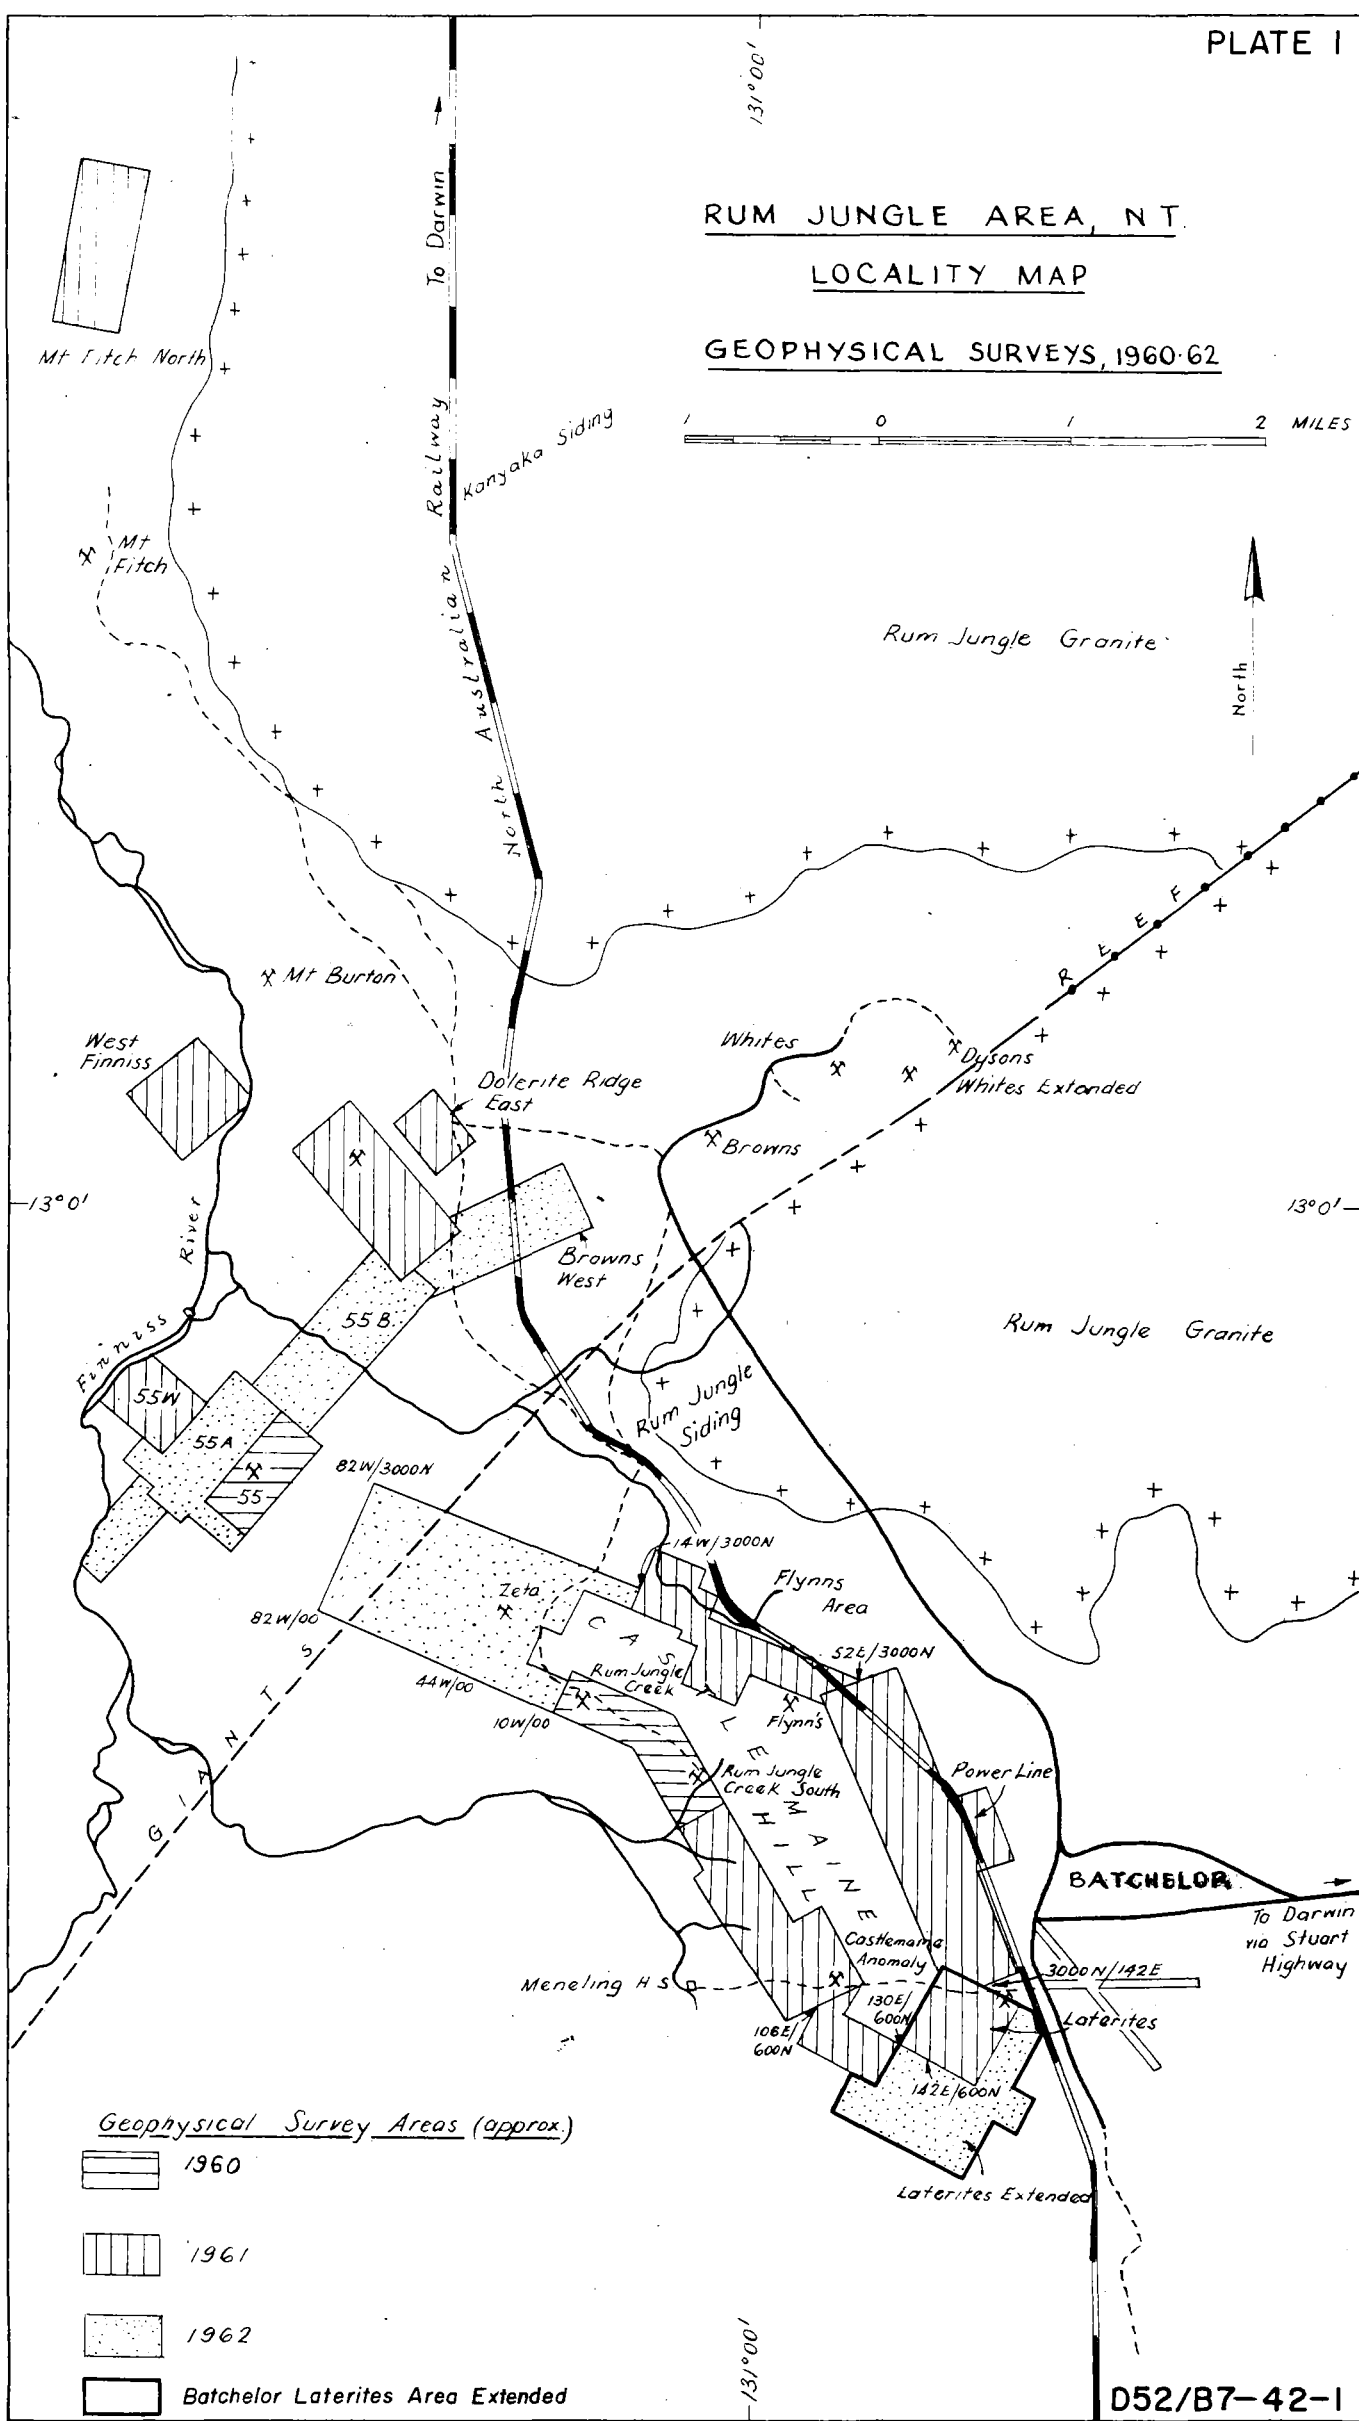 PLATE 1
131°00'
RUM JUNGLE AREA, N T.
LOCALITY MAP
GEOPHYSICAL SURVEYS, 1960-62
1 0 1 2 MILES
To Darwin
Railway
Kanyaka Siding
Mt Fitch North
Mt
Fitch
North Australian
Rum Jungle Granite
North
REEF
Mt Burton
West
Finniss
Whites
Dysons
Whites Extended
Dolerite Ridge
East
Browns
13°0'
13°0'
River
Finniss
Browns
West
55B
Rum Jungle Granite
55W
55A
55
Rum Jungle
Siding
82W/3000N
14W/3000N
Zeta
Flynns
Area
82W/00
44W/00
10W/00
52E/3000N
CASTLEMAINE
HILL
Rum Jungle
Creek
Flynn's
GIANTS
Rum Jungle
Creek South
Power Line
BATCHELOR
To Darwin
via Stuart
Highway
Castlemaine
Anomaly
Meneling H S
3000N/142E
130E/
600N
Laterites
106E/
600N
142E/600N
Laterites Extended
Geophysical Survey Areas (approx.)
1960
1961
1962
Batchelor Laterites Area Extended
131°00'
D52/B7-42-1